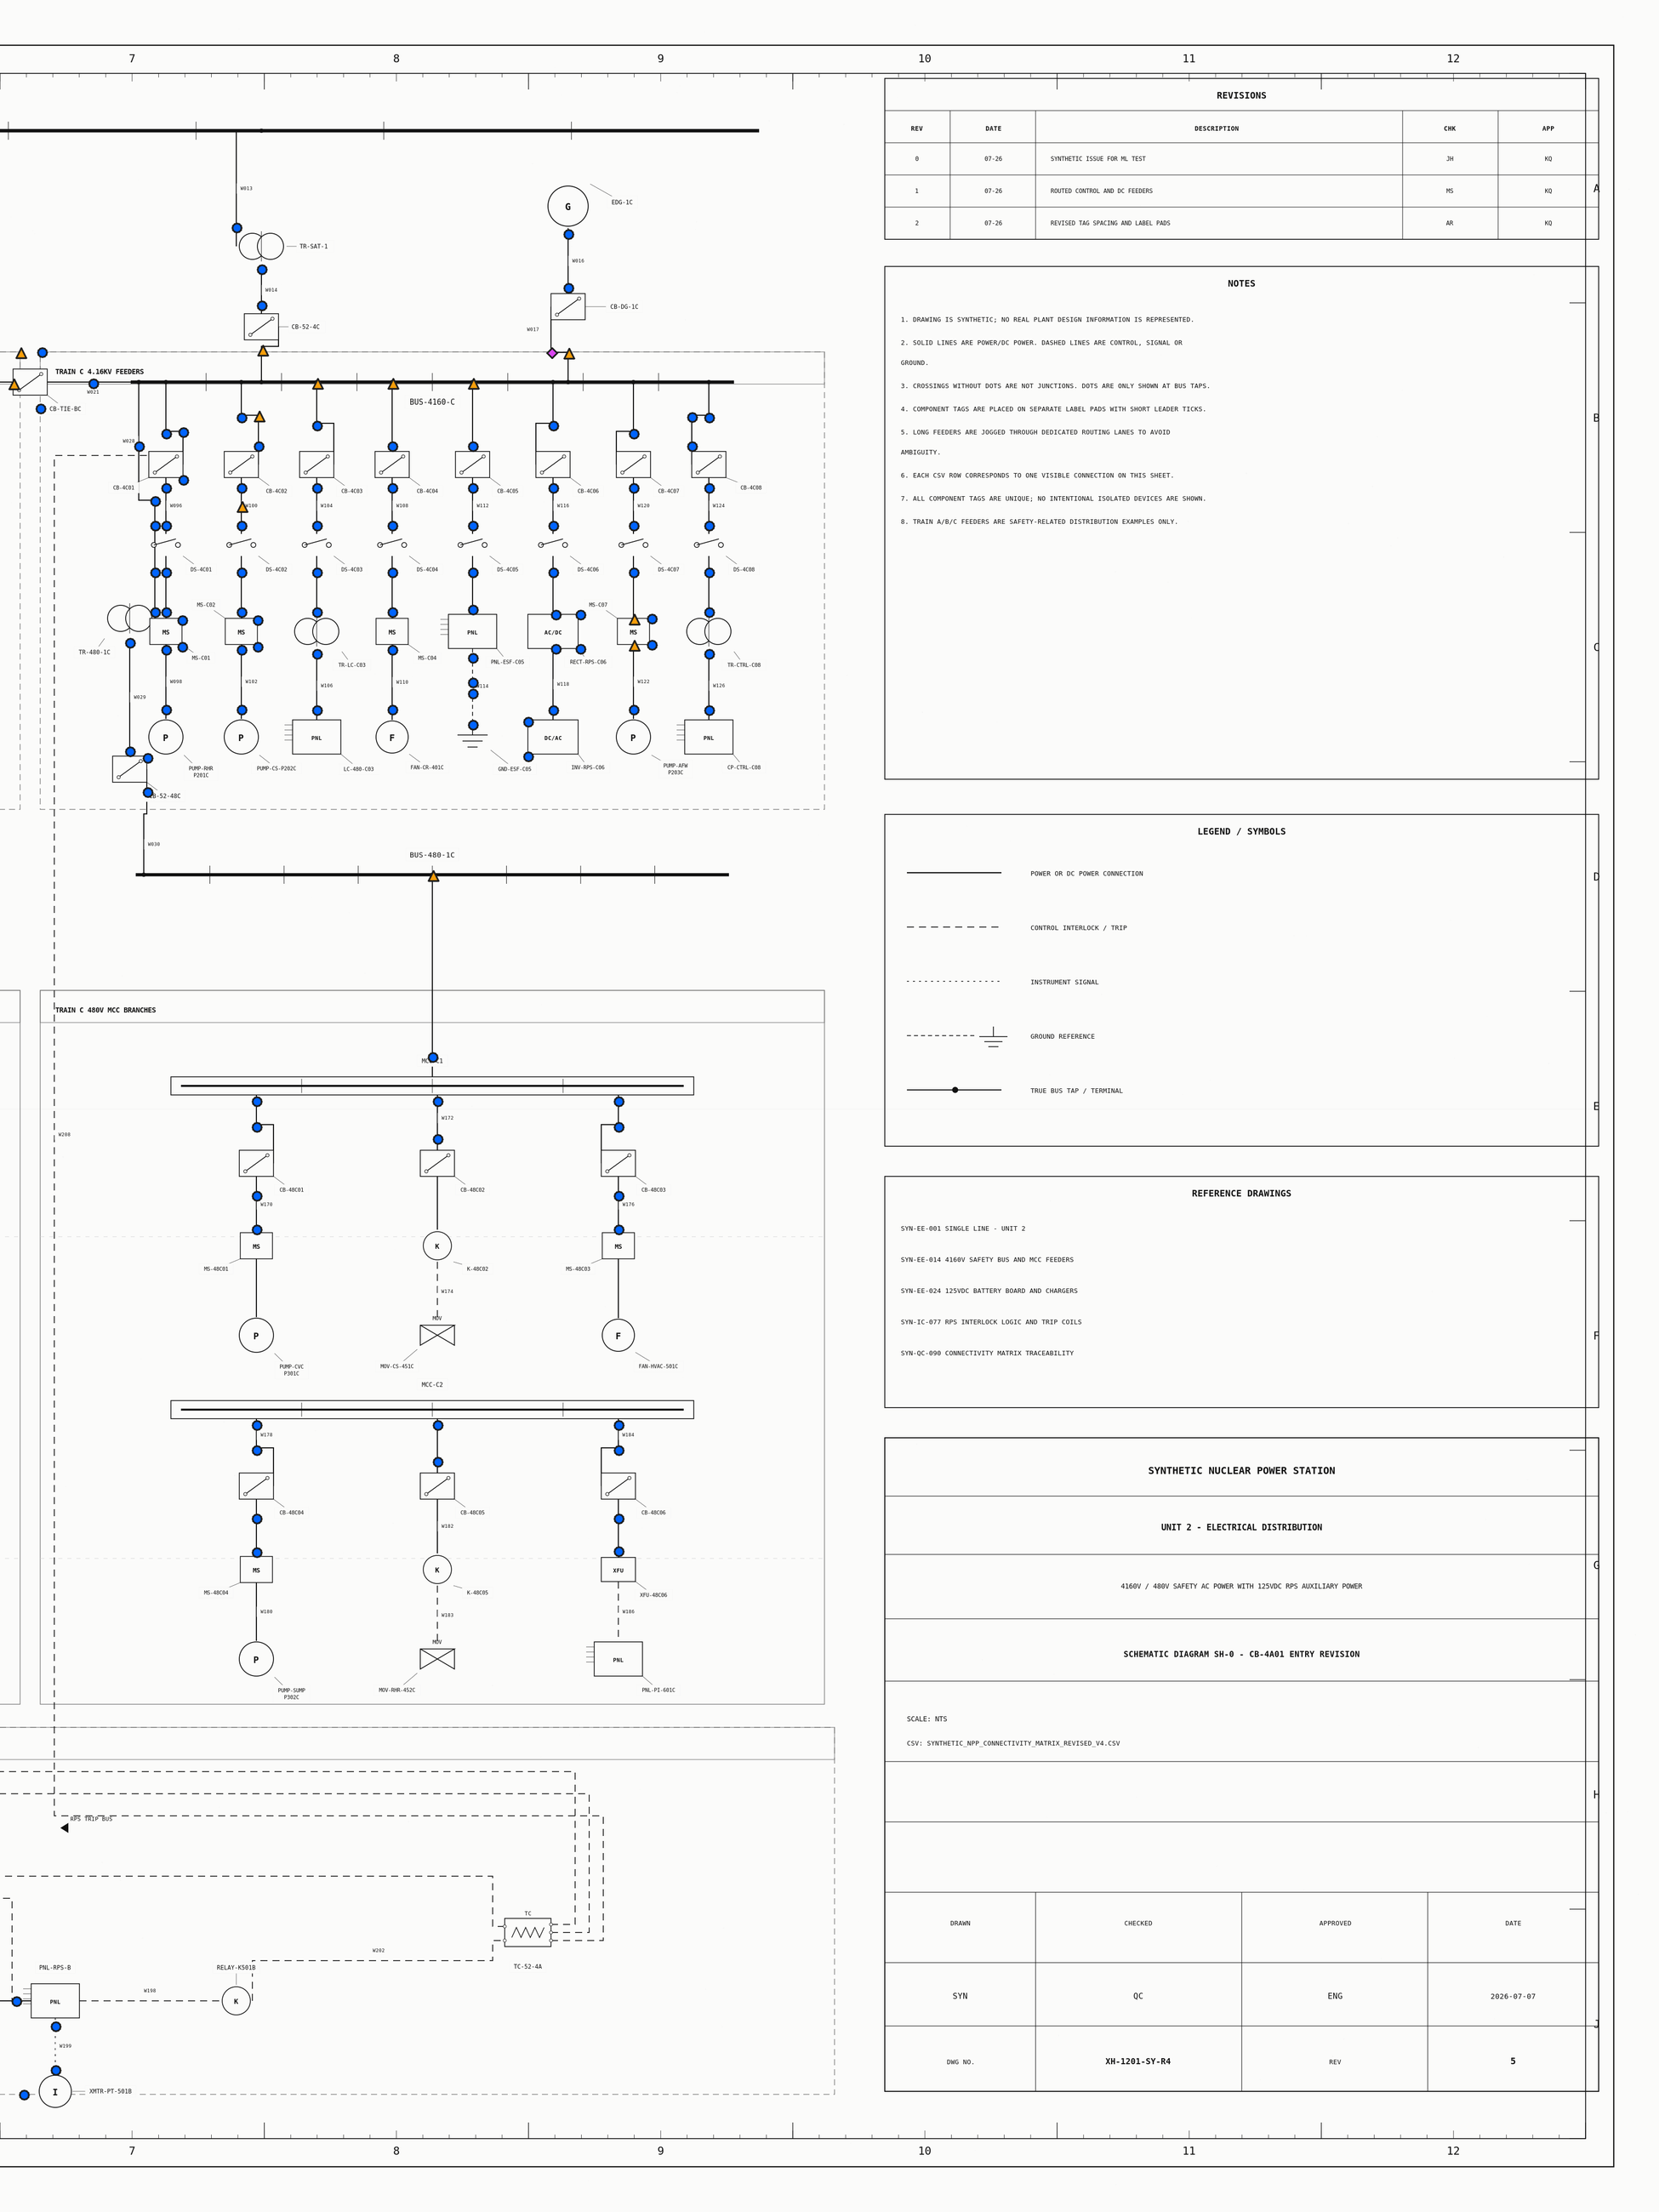 7
8
9
10
11
12
REVISIONS
REV DATE DESCRIPTION CHK APP
0 07-26 SYNTHETIC ISSUE FOR ML TEST JH KQ
1 07-26 ROUTED CONTROL AND DC FEEDERS MS KQ
2 07-26 REVISED TAG SPACING AND LABEL PADS AR KQ
A
B
C
D
E
F
G
H
J
W013
TR-SAT-1
W014
CB-52-4C
G
EDG-1C
W016
CB-DG-1C
W017
TRAIN C 4.16KV FEEDERS
W021
CB-TIE-BC
BUS-4160-C
W028
CB-4C01
CB-4C02
CB-4C03
CB-4C04
CB-4C05
CB-4C06
CB-4C07
CB-4C08
W096
W100
W104
W108
W112
W116
W120
W124
DS-4C01
DS-4C02
DS-4C03
DS-4C04
DS-4C05
DS-4C06
DS-4C07
DS-4C08
MS-C02
MS-C07
MS
MS
MS
PNL
AC/DC
MS
TR-480-1C
MS-C01
TR-LC-C03
MS-C04
PNL-ESF-C05
RECT-RPS-C06
TR-CTRL-C08
W029
W098
W102
W106
W110
W114
W118
W122
W126
P
P
PNL
F
DC/AC
P
PNL
PUMP-RHR
P201C
PUMP-CS-P202C
LC-480-C03
FAN-CR-401C
GND-ESF-C05
INV-RPS-C06
PUMP-AFW
P203C
CP-CTRL-C08
CB-52-48C
W030
BUS-480-1C
TRAIN C 480V MCC BRANCHES
MCC-C1
W172
CB-48C01
CB-48C02
CB-48C03
W170
W176
MS
K
MS
MS-48C01
K-48C02
MS-48C03
W174
MOV
P
F
PUMP-CVC
P301C
MOV-CS-451C
FAN-HVAC-501C
W208
MCC-C2
W178
W184
CB-48C04
CB-48C05
CB-48C06
W182
MS
K
XFU
MS-48C04
K-48C05
XFU-48C06
W180
W183
W186
MOV
P
PNL
PUMP-SUMP
P302C
MOV-RHR-452C
PNL-PI-601C
RPS TRIP BUS
TC
TC-52-4A
W202
PNL-RPS-B
PNL
W198
RELAY-K501B
K
W199
I
XMTR-PT-501B
NOTES
1. DRAWING IS SYNTHETIC; NO REAL PLANT DESIGN INFORMATION IS REPRESENTED.
2. SOLID LINES ARE POWER/DC POWER. DASHED LINES ARE CONTROL, SIGNAL OR
GROUND.
3. CROSSINGS WITHOUT DOTS ARE NOT JUNCTIONS. DOTS ARE ONLY SHOWN AT BUS TAPS.
4. COMPONENT TAGS ARE PLACED ON SEPARATE LABEL PADS WITH SHORT LEADER TICKS.
5. LONG FEEDERS ARE JOGGED THROUGH DEDICATED ROUTING LANES TO AVOID
AMBIGUITY.
6. EACH CSV ROW CORRESPONDS TO ONE VISIBLE CONNECTION ON THIS SHEET.
7. ALL COMPONENT TAGS ARE UNIQUE; NO INTENTIONAL ISOLATED DEVICES ARE SHOWN.
8. TRAIN A/B/C FEEDERS ARE SAFETY-RELATED DISTRIBUTION EXAMPLES ONLY.
LEGEND / SYMBOLS
POWER OR DC POWER CONNECTION
CONTROL INTERLOCK / TRIP
INSTRUMENT SIGNAL
GROUND REFERENCE
TRUE BUS TAP / TERMINAL
REFERENCE DRAWINGS
SYN-EE-001 SINGLE LINE - UNIT 2
SYN-EE-014 4160V SAFETY BUS AND MCC FEEDERS
SYN-EE-024 125VDC BATTERY BOARD AND CHARGERS
SYN-IC-077 RPS INTERLOCK LOGIC AND TRIP COILS
SYN-QC-090 CONNECTIVITY MATRIX TRACEABILITY
SYNTHETIC NUCLEAR POWER STATION
UNIT 2 - ELECTRICAL DISTRIBUTION
4160V / 480V SAFETY AC POWER WITH 125VDC RPS AUXILIARY POWER
SCHEMATIC DIAGRAM SH-0 - CB-4A01 ENTRY REVISION
SCALE: NTS
CSV: SYNTHETIC_NPP_CONNECTIVITY_MATRIX_REVISED_V4.CSV
DRAWN CHECKED APPROVED DATE
SYN QC ENG 2026-07-07
DWG NO. XH-1201-SY-R4 REV 5
7
8
9
10
11
12